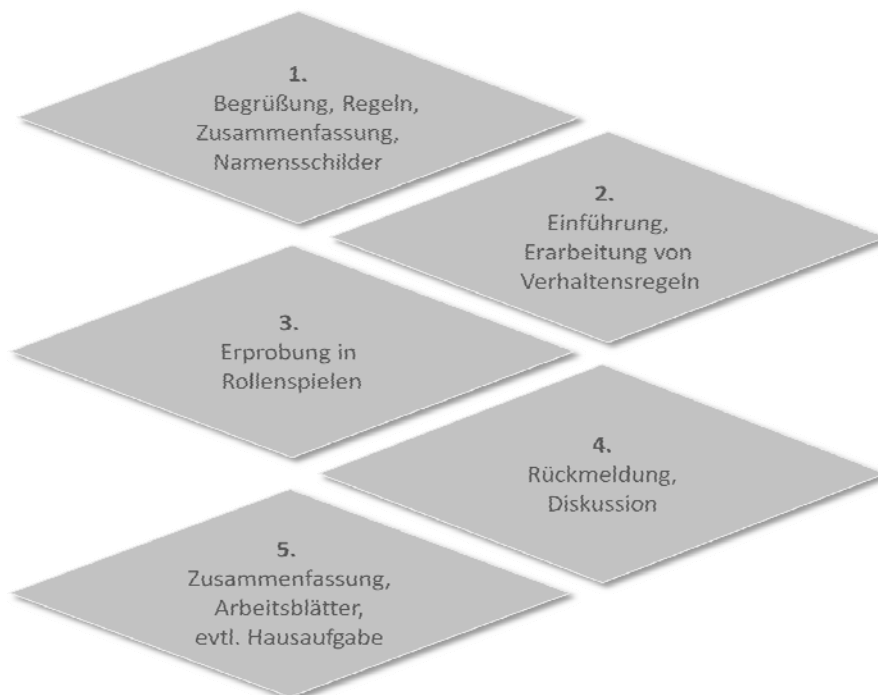 1.
Begrüßung, Regeln,
Zusammenfassung,
Namensschilder
2.
Einführung,
Erarbeitung von
Verhaltensregeln
3.
Erprobung in
Rollenspielen
4.
Rückmeldung,
Diskussion
5.
Zusammenfassung,
Arbeitsblätter,
evtl. Hausaufgabe